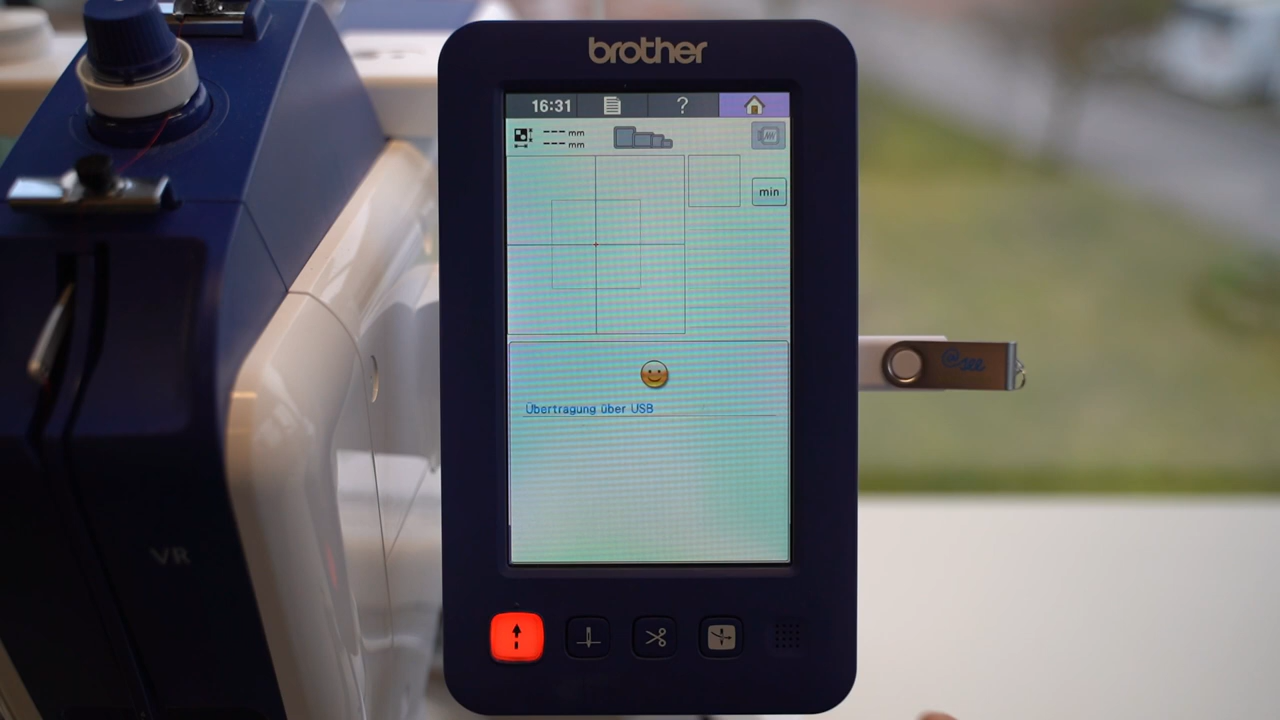 brother
16:31 ?
--- mm
--- mm
min
Übertragung über USB
VR